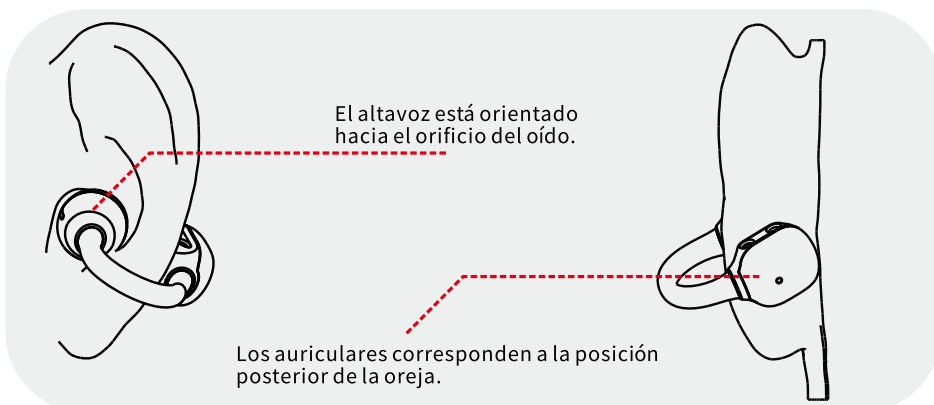 El altavoz está orientado
hacia el orificio del oído.
Los auriculares corresponden a la posición
posterior de la oreja.